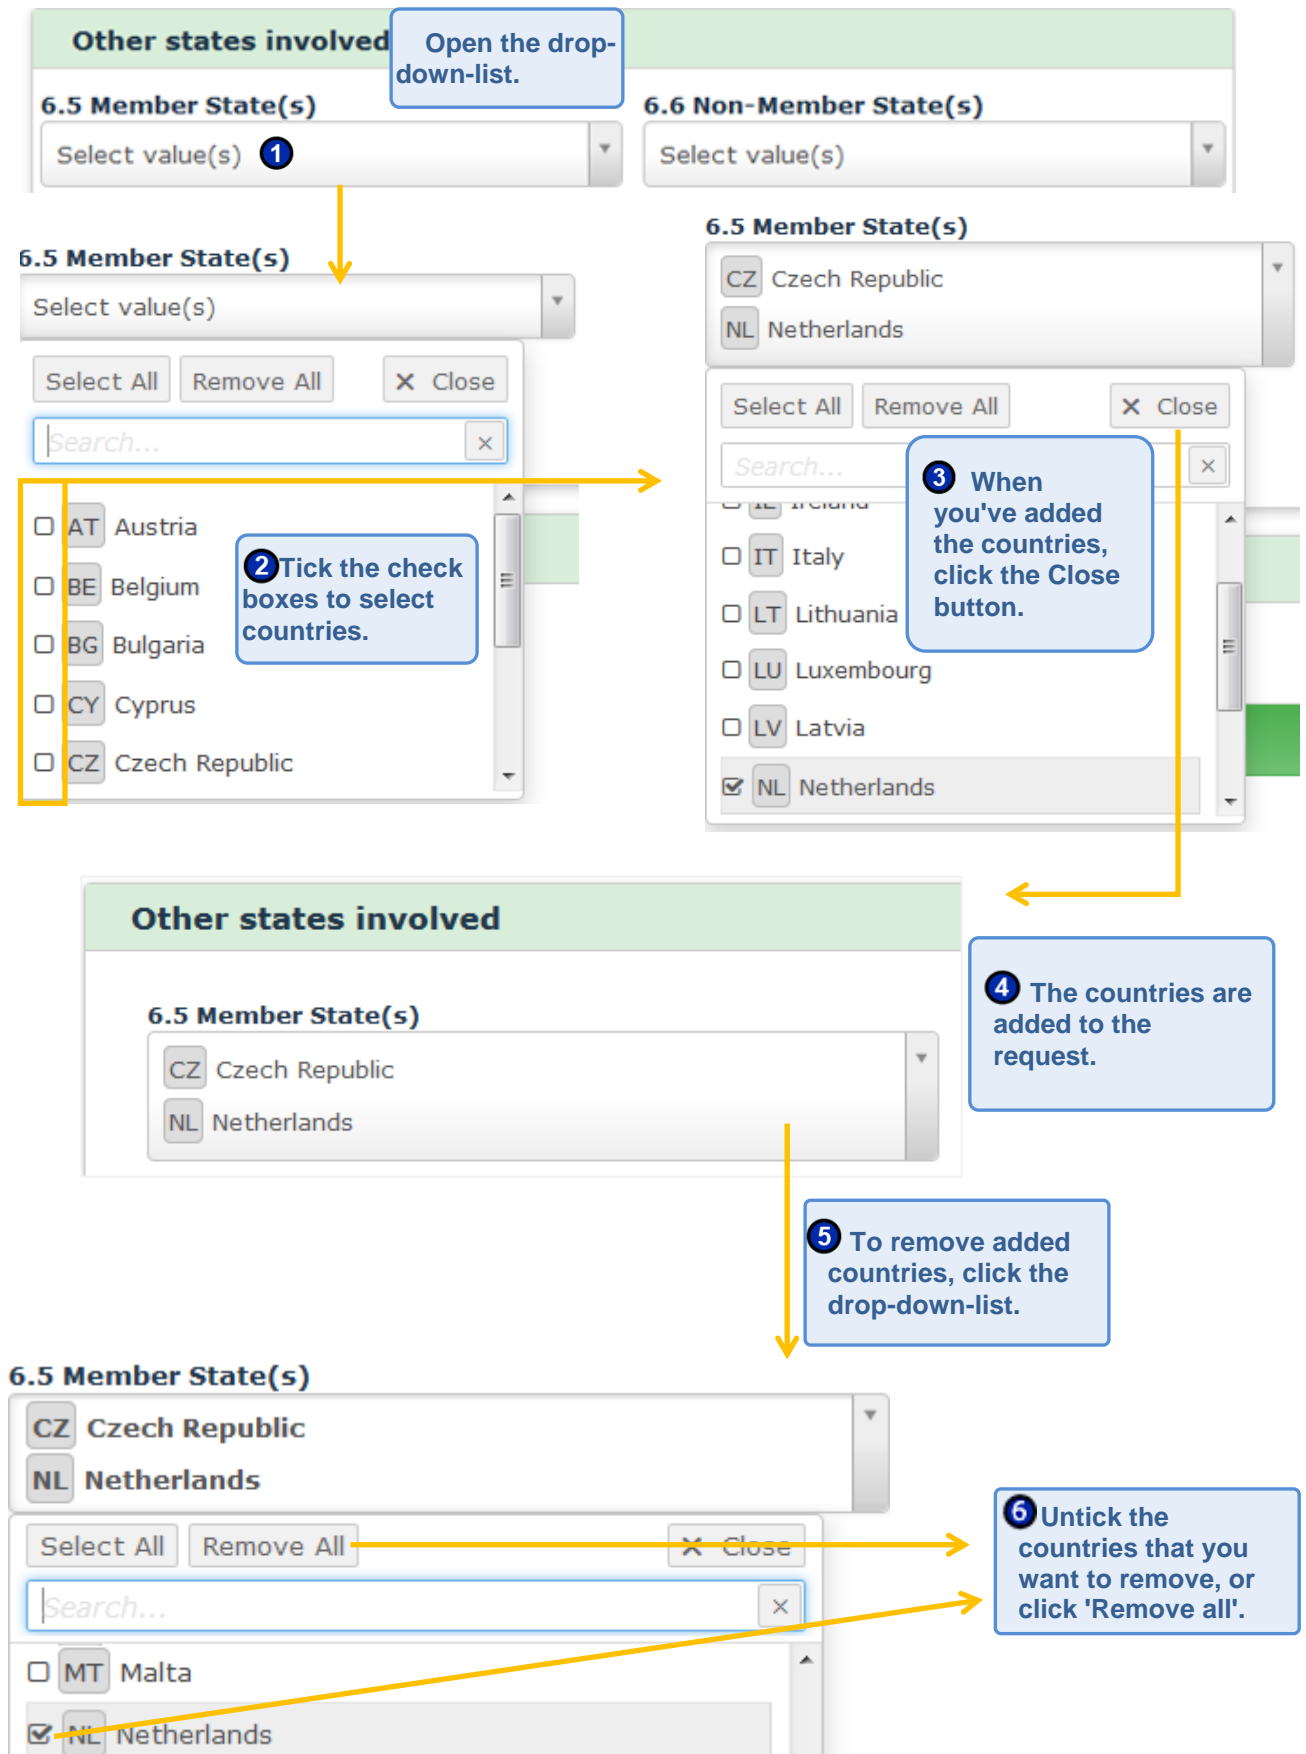 Other states involved
Open the drop-
down-list.
6.5 Member State(s)
6.6 Non-Member State(s)
Select value(s) 1
Select value(s)
6.5 Member State(s)
Select value(s)
Select All Remove All × Close
Search... ×
AT Austria
BE Belgium
BG Bulgaria
CY Cyprus
CZ Czech Republic
2 Tick the check
boxes to select
countries.
6.5 Member State(s)
CZ Czech Republic
NL Netherlands
Select All Remove All × Close
Search... ×
IE Ireland
IT Italy
LT Lithuania
LU Luxembourg
LV Latvia
NL Netherlands
3 When
you've added
the countries,
click the Close
button.
Other states involved
6.5 Member State(s)
CZ Czech Republic
NL Netherlands
4 The countries are
added to the
request.
5 To remove added
countries, click the
drop-down-list.
6.5 Member State(s)
CZ Czech Republic
NL Netherlands
Select All Remove All × Close
Search... ×
MT Malta
NL Netherlands
6 Untick the
countries that you
want to remove, or
click 'Remove all'.